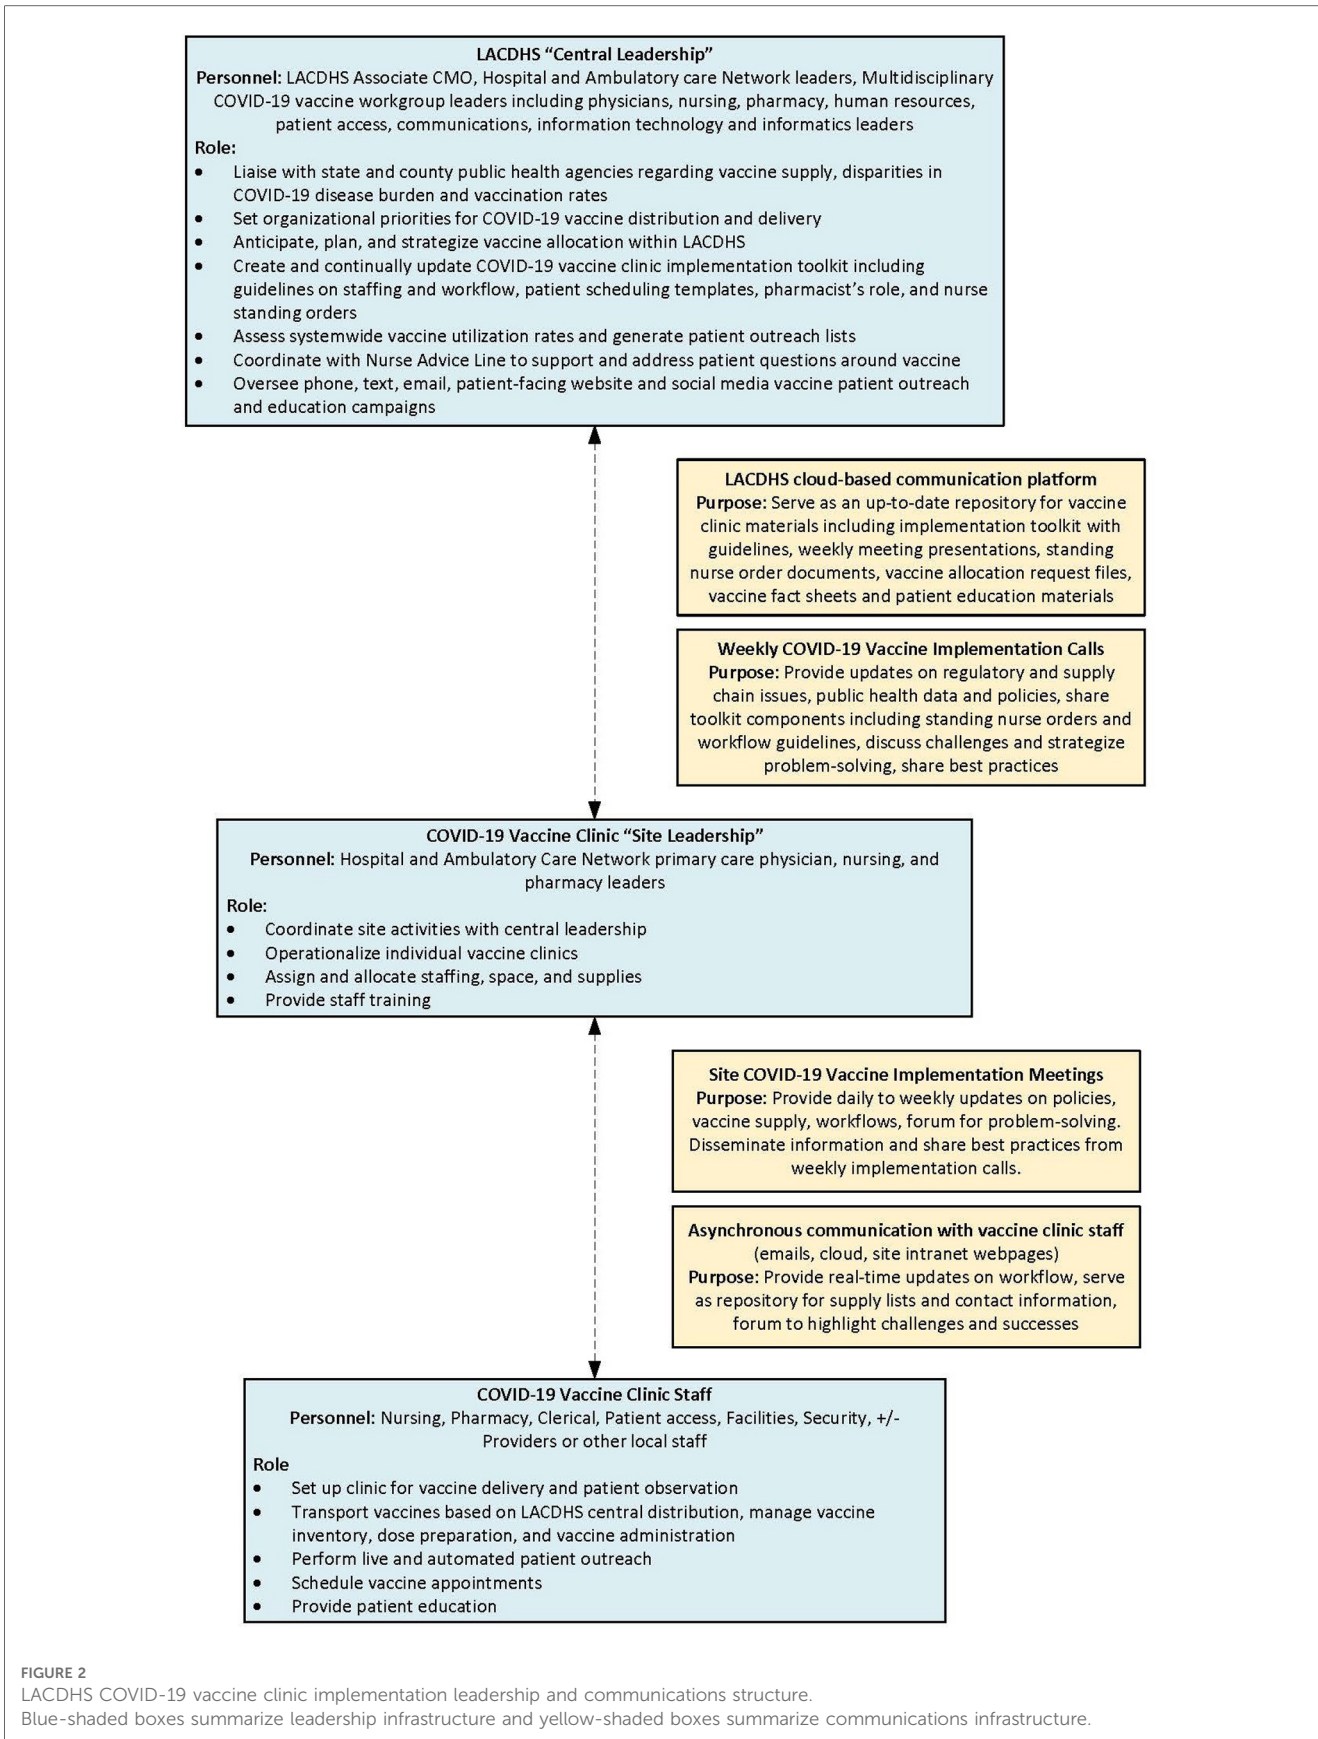 LACDHS “Central Leadership”
Personnel: LACDHS Associate CMO, Hospital and Ambulatory care Network leaders, Multidisciplinary
COVID-19 vaccine workgroup leaders including physicians, nursing, pharmacy, human resources,
patient access, communications, information technology and informatics leaders
Role:
• Liaise with state and county public health agencies regarding vaccine supply, disparities in
COVID-19 disease burden and vaccination rates
• Set organizational priorities for COVID-19 vaccine distribution and delivery
• Anticipate, plan, and strategize vaccine allocation within LACDHS
• Create and continually update COVID-19 vaccine clinic implementation toolkit including
guidelines on staffing and workflow, patient scheduling templates, pharmacist’s role, and nurse
standing orders
• Assess systemwide vaccine utilization rates and generate patient outreach lists
• Coordinate with Nurse Advice Line to support and address patient questions around vaccine
• Oversee phone, text, email, patient-facing website and social media vaccine patient outreach
and education campaigns
LACDHS cloud-based communication platform
Purpose: Serve as an up-to-date repository for vaccine
clinic materials including implementation toolkit with
guidelines, weekly meeting presentations, standing
nurse order documents, vaccine allocation request files,
vaccine fact sheets and patient education materials
Weekly COVID-19 Vaccine Implementation Calls
Purpose: Provide updates on regulatory and supply
chain issues, public health data and policies, share
toolkit components including standing nurse orders and
workflow guidelines, discuss challenges and strategize
problem-solving, share best practices
COVID-19 Vaccine Clinic “Site Leadership”
Personnel: Hospital and Ambulatory Care Network primary care physician, nursing, and
pharmacy leaders
Role:
• Coordinate site activities with central leadership
• Operationalize individual vaccine clinics
• Assign and allocate staffing, space, and supplies
• Provide staff training
Site COVID-19 Vaccine Implementation Meetings
Purpose: Provide daily to weekly updates on policies,
vaccine supply, workflows, forum for problem-solving.
Disseminate information and share best practices from
weekly implementation calls.
Asynchronous communication with vaccine clinic staff
(emails, cloud, site intranet webpages)
Purpose: Provide real-time updates on workflow, serve
as repository for supply lists and contact information,
forum to highlight challenges and successes
COVID-19 Vaccine Clinic Staff
Personnel: Nursing, Pharmacy, Clerical, Patient access, Facilities, Security, +/-
Providers or other local staff
Role
• Set up clinic for vaccine delivery and patient observation
• Transport vaccines based on LACDHS central distribution, manage vaccine
inventory, dose preparation, and vaccine administration
• Perform live and automated patient outreach
• Schedule vaccine appointments
• Provide patient education
FIGURE 2
LACDHS COVID-19 vaccine clinic implementation leadership and communications structure.
Blue-shaded boxes summarize leadership infrastructure and yellow-shaded boxes summarize communications infrastructure.